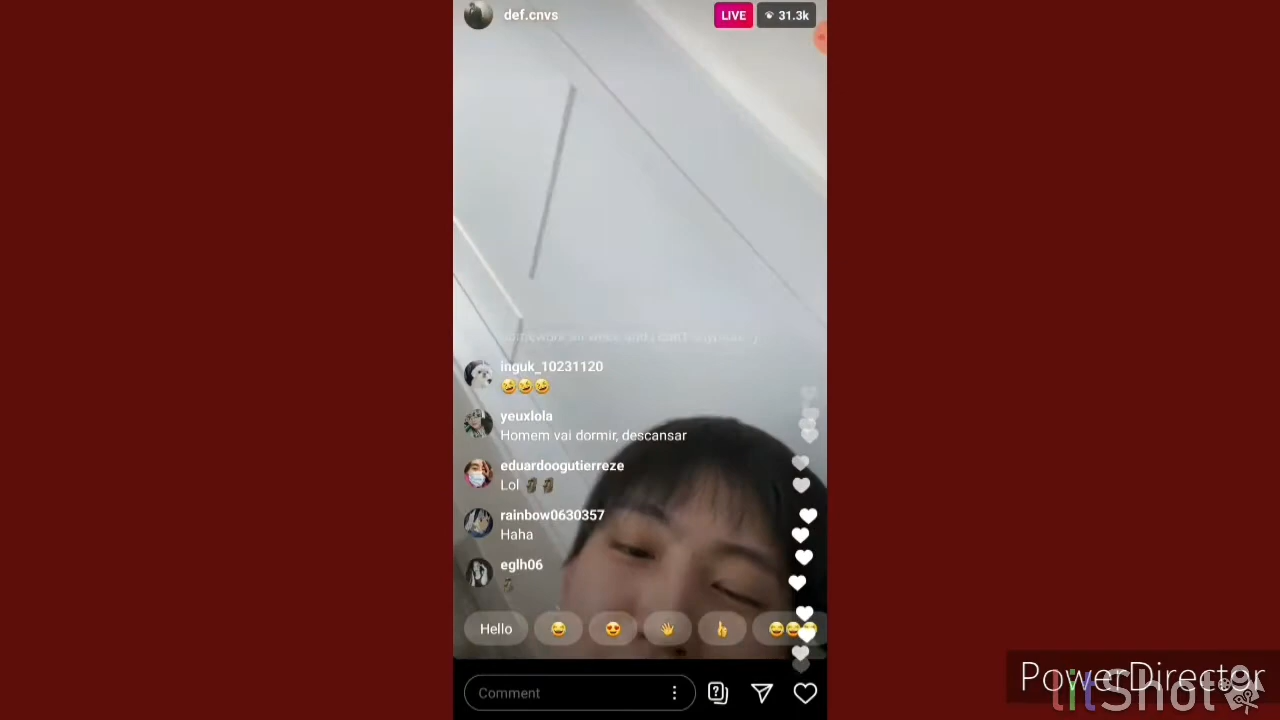 def.cnvs
LIVE
31.3k
inguk_10231120
🤣🤣🤣
yeuxlola
Homem vai dormir, descansar
eduardoogutierreze
Lol 🗿🗿
rainbow0630357
Haha
eglh06
🗿
Hello 😂 😍 👋 👍 😂😂😂
Comment
PowerDirector
litShot